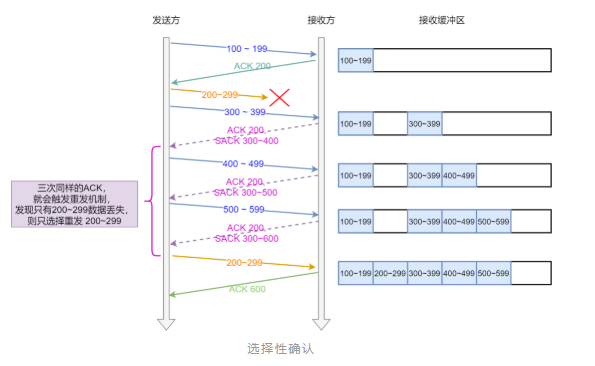 发送方 接收方 接收缓冲区
100 ~ 199
100~199
ACK 200
200~299
300 ~ 399
100~199 300~399
ACK 200
SACK 300~400
400 ~ 499
100~199 300~399 400~499
ACK 200
SACK 300~500
三次同样的ACK,
就会触发重发机制,
发现只有200~299数据丢失,
则只选择重发 200~299
500 ~ 599
100~199 300~399 400~499 500~599
ACK 200
SACK 300~600
200~299
100~199 200~299 300~399 400~499 500~599
ACK 600
选择性确认